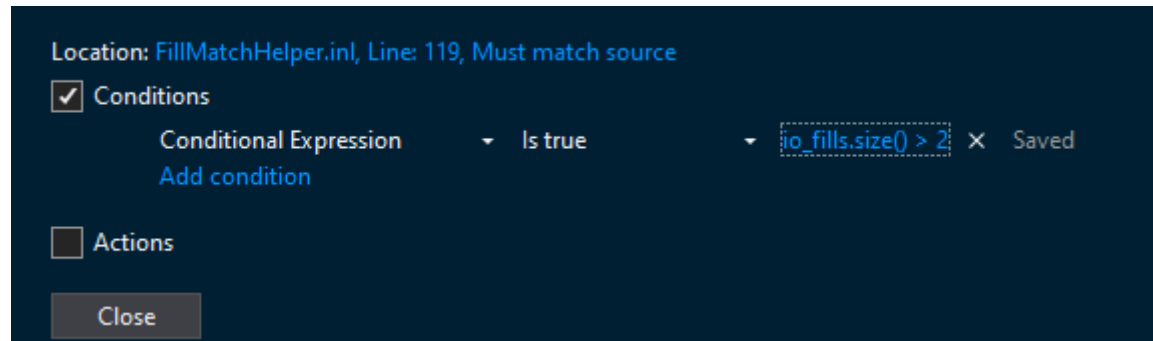 Location: FillMatchHelper.inl, Line: 119, Must match source
Conditions
Conditional Expression Is true io_fills.size() > 2 Saved
Add condition
Actions
Close